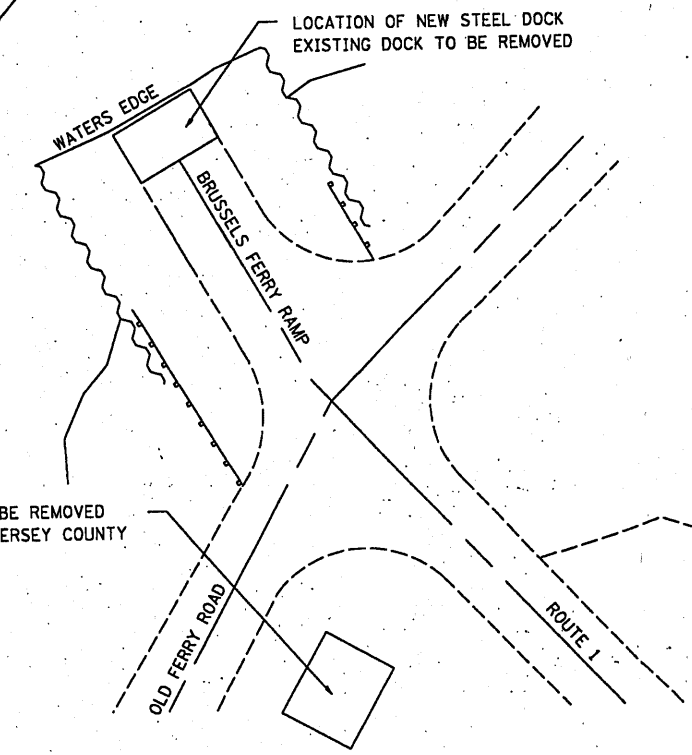 LOCATION OF NEW STEEL DOCK
EXISTING DOCK TO BE REMOVED
WATERS EDGE
BRUSSELS FERRY RAMP
BE REMOVED
ERSEY COUNTY
OLD FERRY ROAD
ROUTE 1